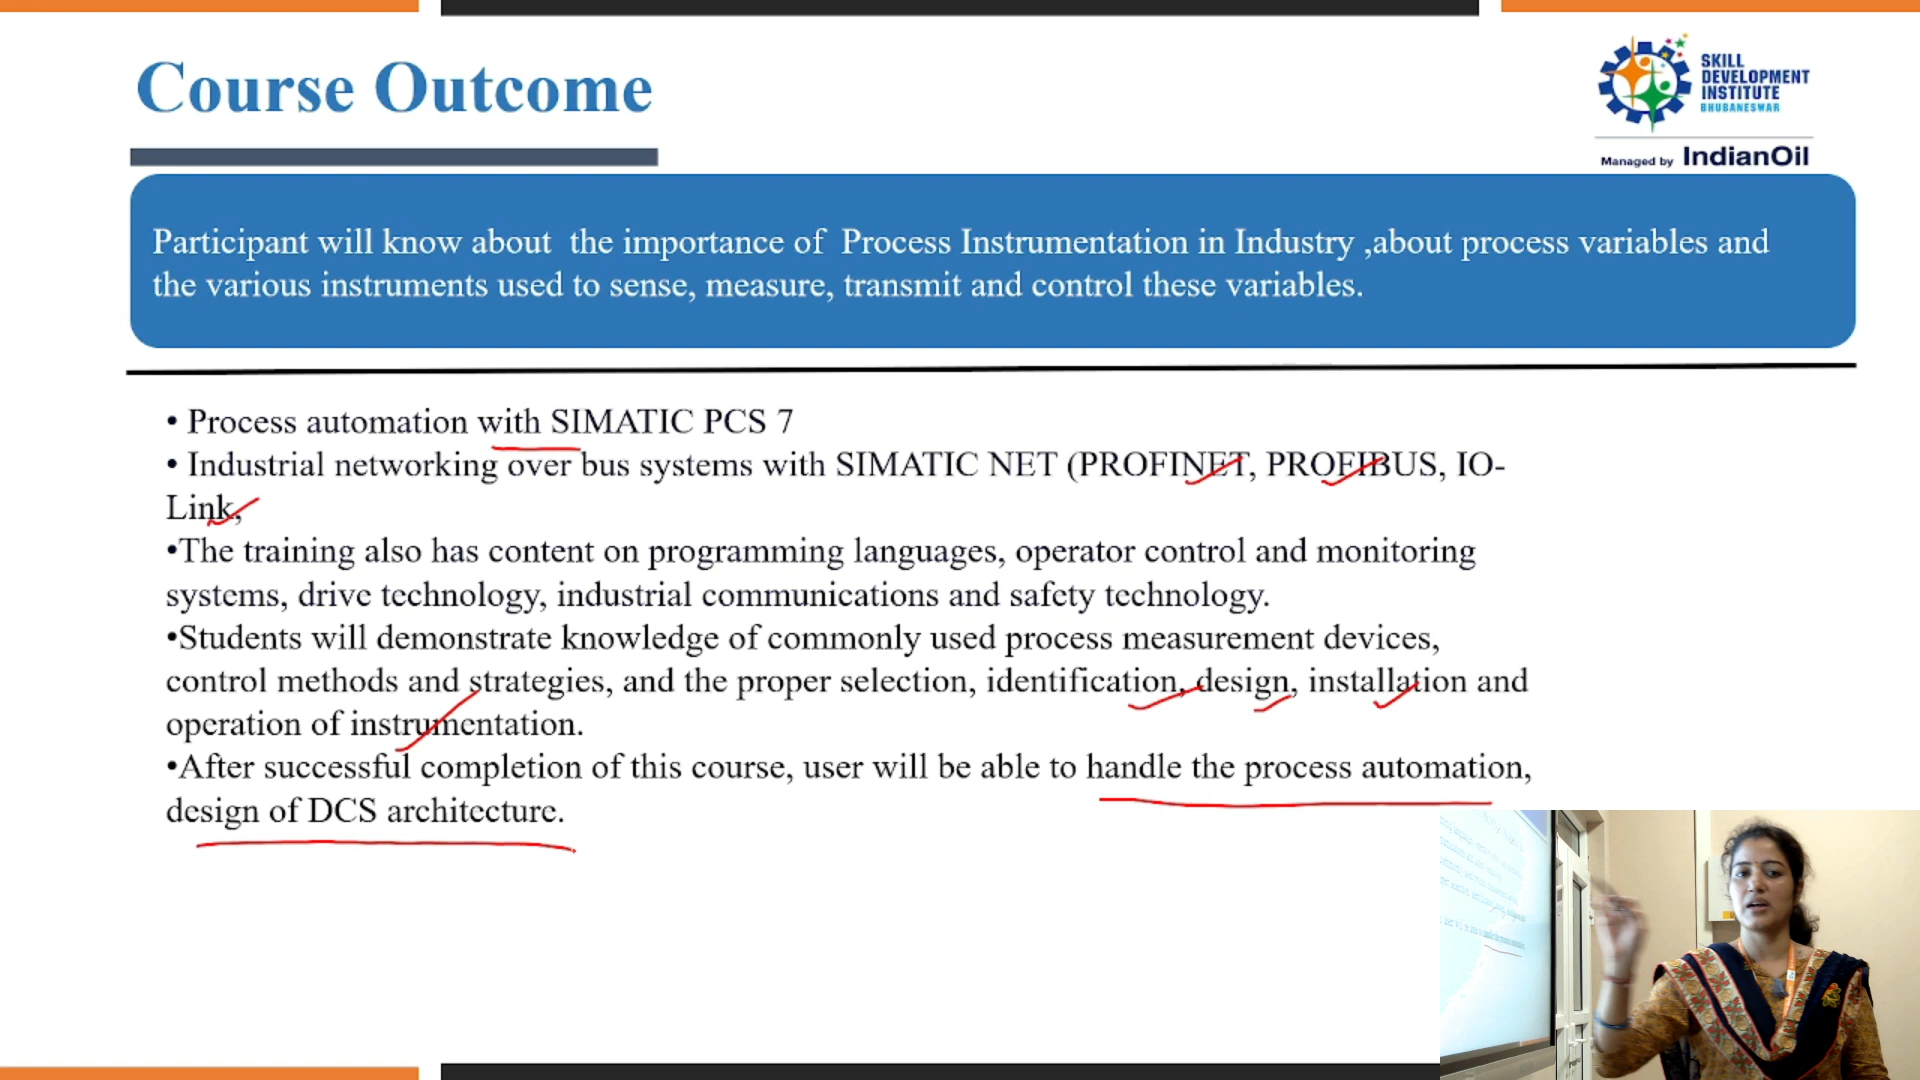 Course Outcome
SKILL
DEVELOPMENT
INSTITUTE
BHUBANESWAR
Managed by IndianOil
Participant will know about the importance of Process Instrumentation in Industry ,about process variables and
the various instruments used to sense, measure, transmit and control these variables.
• Process automation with SIMATIC PCS 7
• Industrial networking over bus systems with SIMATIC NET (PROFINET, PROFIBUS, IO-
Link,
•The training also has content on programming languages, operator control and monitoring
systems, drive technology, industrial communications and safety technology.
•Students will demonstrate knowledge of commonly used process measurement devices,
control methods and strategies, and the proper selection, identification, design, installation and
operation of instrumentation.
•After successful completion of this course, user will be able to handle the process automation,
design of DCS architecture.